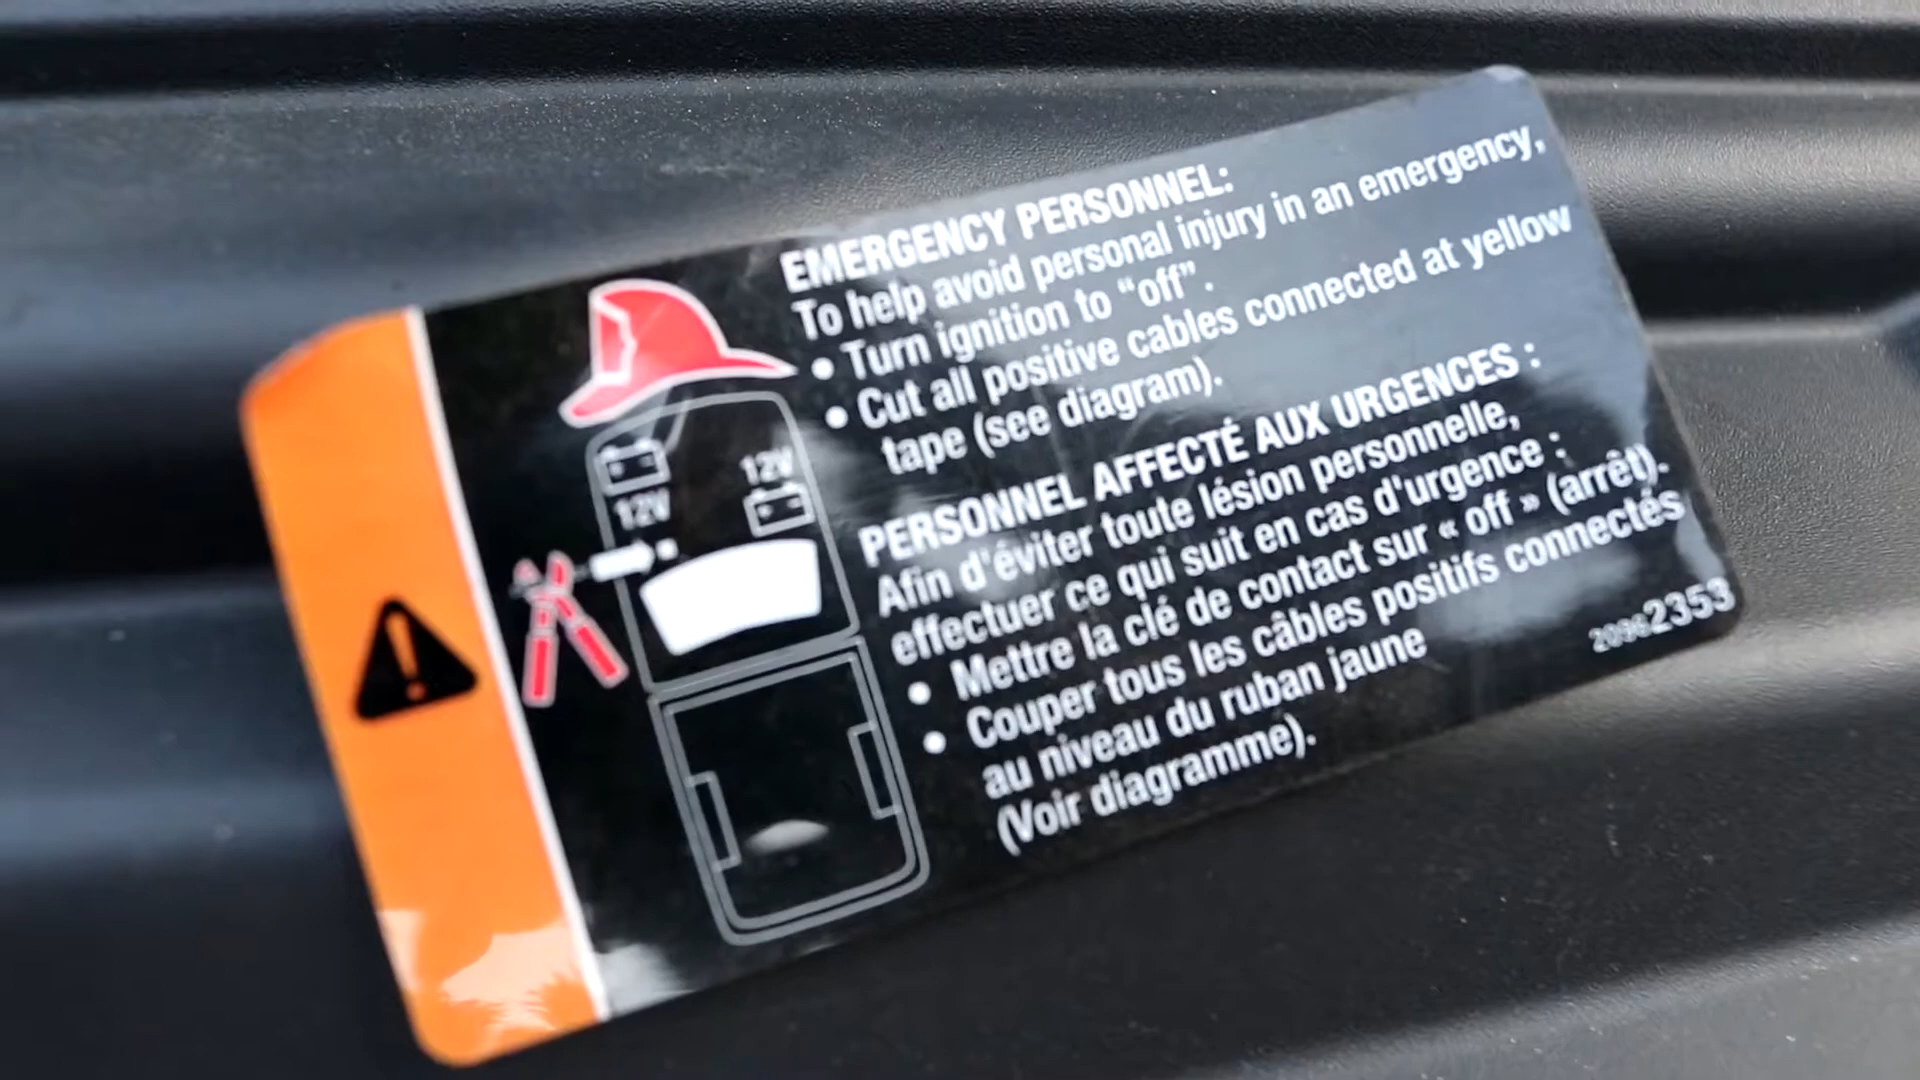 EMERGENCY PERSONNEL:
To help avoid personal injury in an emergency,
• Turn ignition to “off”.
• Cut all positive cables connected at yellow
tape (see diagram).
PERSONNEL AFFECTÉ AUX URGENCES :
Afin d'éviter toute lésion personnelle,
effectuer ce qui suit en cas d'urgence :
• Mettre la clé de contact sur « off » (arrêt).
• Couper tous les câbles positifs connectés
au niveau du ruban jaune
(Voir diagramme).
12V
12V